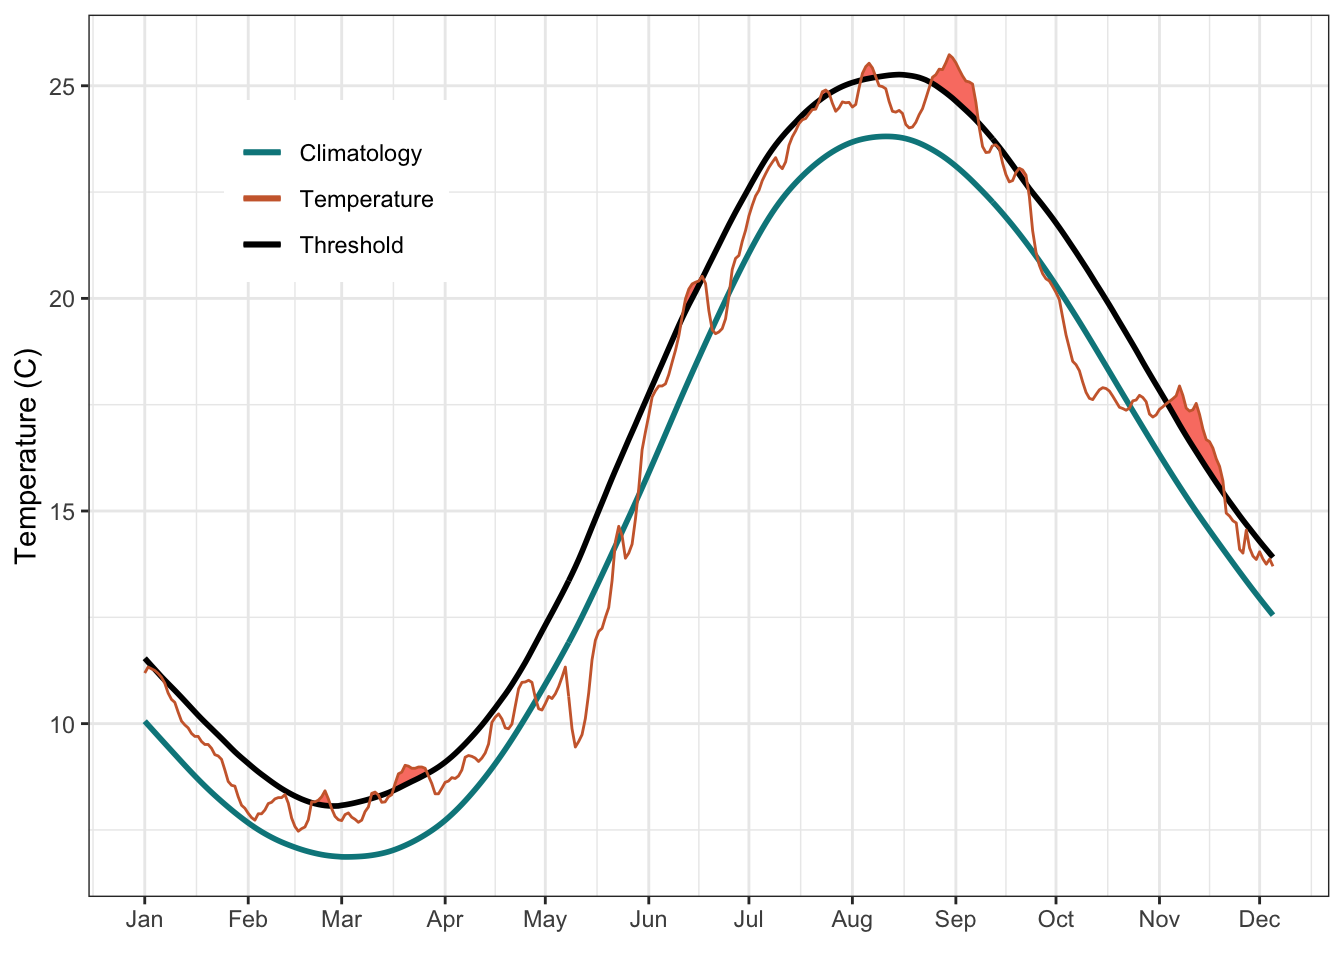 25
20
15
10
Temperature (C)
Climatology
Temperature
Threshold
Jan Feb Mar Apr May Jun Jul Aug Sep Oct Nov Dec